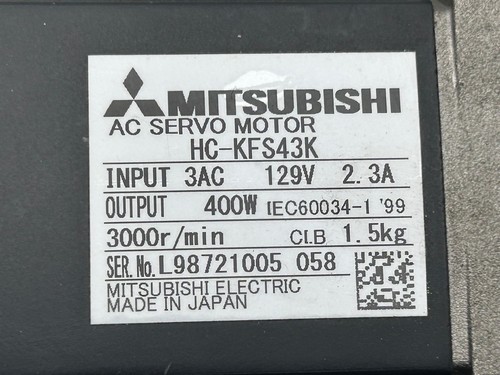 MITSUBISHI
AC SERVO MOTOR
HC-KFS43K
INPUT 3AC 129V 2.3A
OUTPUT 400W IEC60034-1 '99
3000r/min Cl.B 1.5kg
SER.No.L98721005 058
MITSUBISHI ELECTRIC
MADE IN JAPAN